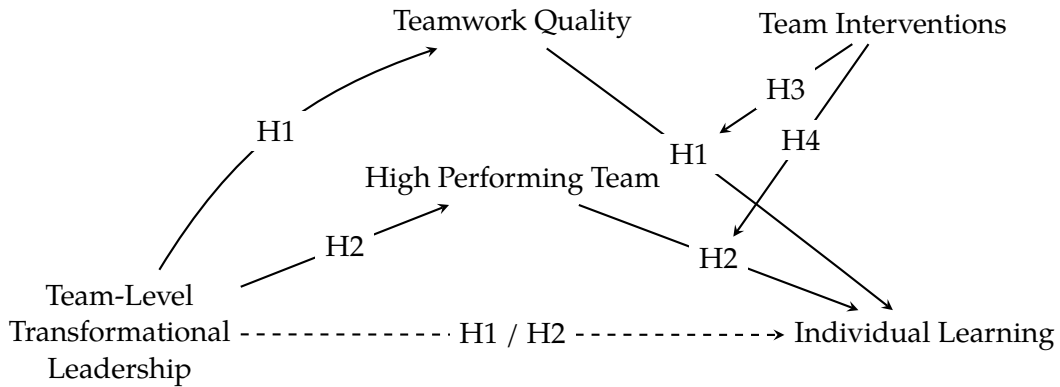 Teamwork Quality
Team Interventions
H3
H1
H4
H1
High Performing Team
H2
H2
Team-Level
Transformational
Leadership
H1 / H2
Individual Learning